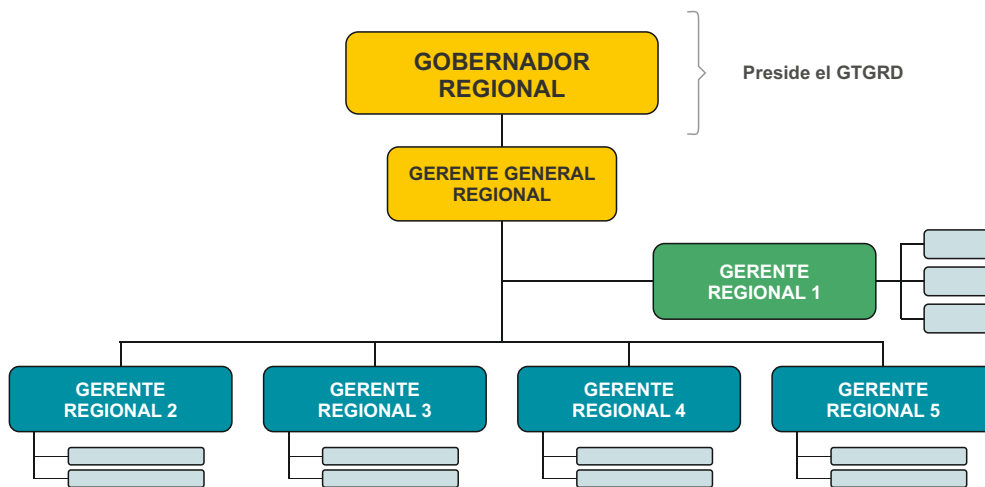 GOBERNADOR
REGIONAL
Preside el GTGRD
GERENTE GENERAL
REGIONAL
GERENTE
REGIONAL 1
GERENTE
REGIONAL 2
GERENTE
REGIONAL 3
GERENTE
REGIONAL 4
GERENTE
REGIONAL 5